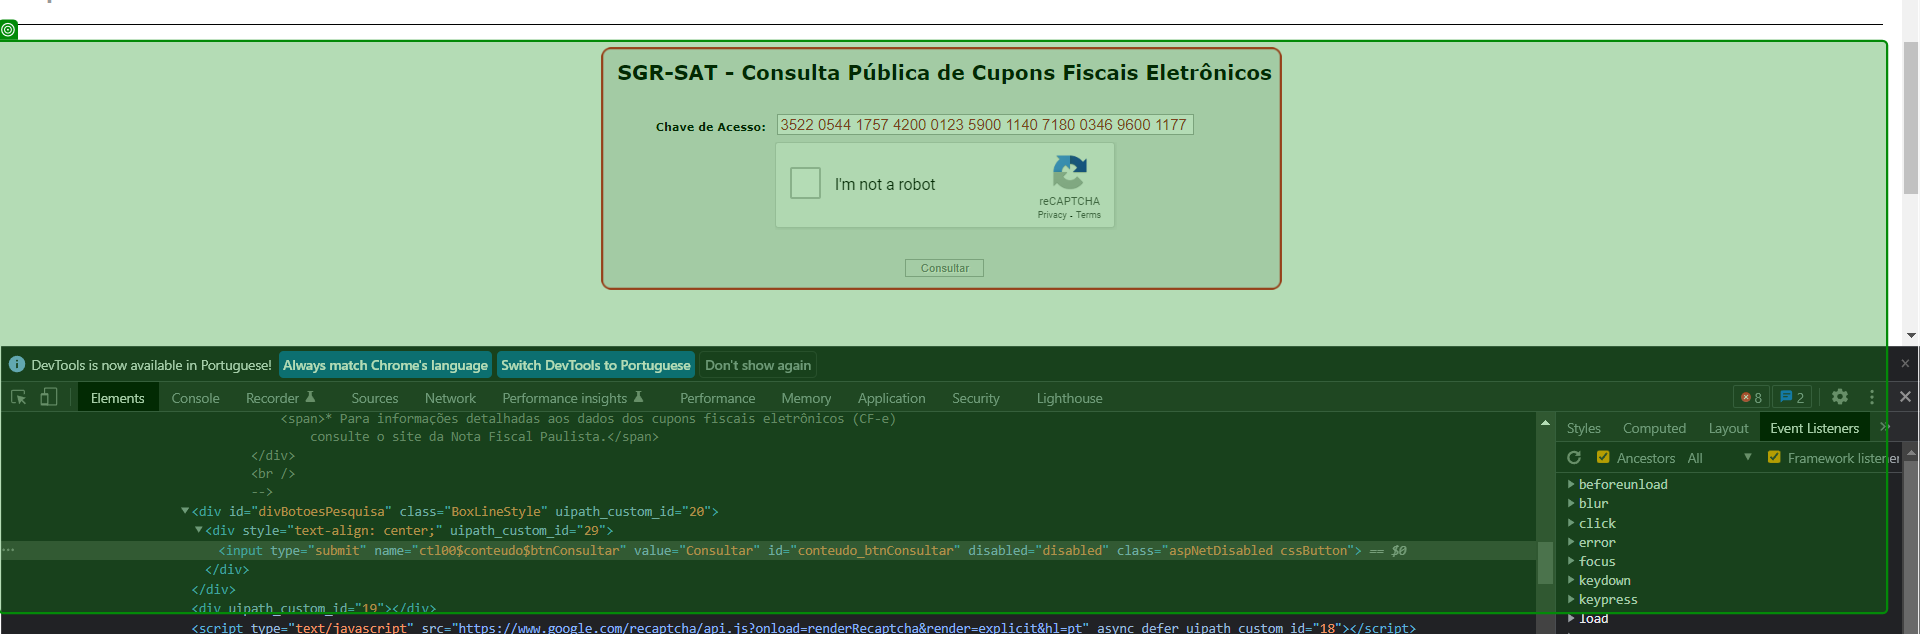 SGR-SAT - Consulta Pública de Cupons Fiscais Eletrônicos
Chave de Acesso: 3522 0544 1757 4200 0123 5900 1140 7180 0346 9600 1177
I'm not a robot
reCAPTCHA
Privacy - Terms
Consultar
DevTools is now available in Portuguese! Always match Chrome's language Switch DevTools to Portuguese Don't show again
Elements Console Recorder Sources Network Performance insights Performance Memory Application Security Lighthouse 8 2
<span>* Para informações detalhadas aos dados dos cupons fiscais eletrônicos (CF-e)
consulte o site da Nota Fiscal Paulista.</span>
</div>
<br />
-->
<div id="divBotoesPesquisa" class="BoxLineStyle" uipath_custom_id="20">
<div style="text-align: center;" uipath_custom_id="29">
<input type="submit" name="ctl00$conteudo$btnConsultar" value="Consultar" id="conteudo_btnConsultar" disabled="disabled" class="aspNetDisabled cssButton"> == $0
</div>
</div>
<div uipath_custom_id="19"></div>
<script type="text/javascript" src="https://www.google.com/recaptcha/api.js?onload=renderRecaptcha&render=explicit&hl=pt" async defer uipath_custom_id="18"></script>
Styles Computed Layout Event Listeners
Ancestors All Framework listener
beforeunload
blur
click
error
focus
keydown
keypress
load